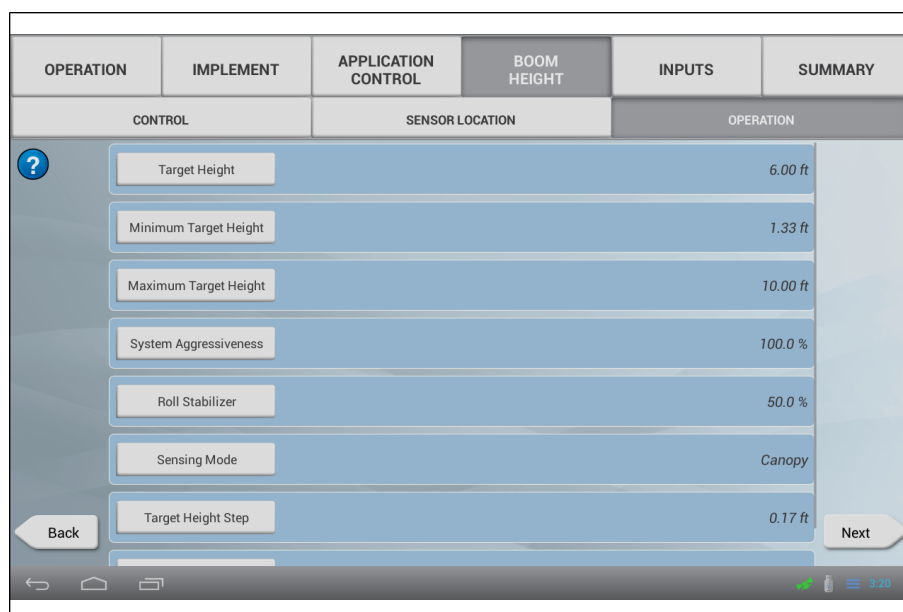 OPERATION
IMPLEMENT
APPLICATION
CONTROL
BOOM
HEIGHT
INPUTS
SUMMARY
CONTROL
SENSOR LOCATION
OPERATION
?
Target Height
6.00 ft
Minimum Target Height
1.33 ft
Maximum Target Height
10.00 ft
System Aggressiveness
100.0 %
Roll Stabilizer
50.0 %
Sensing Mode
Canopy
Target Height Step
0.17 ft
Back
Next
3:20